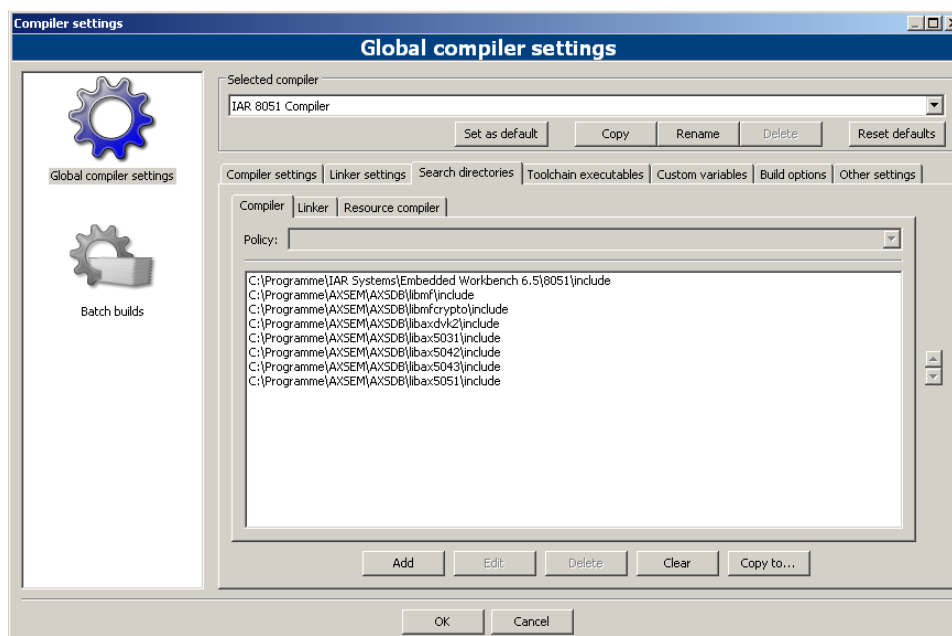 Compiler settings
Global compiler settings
Global compiler settings
Batch builds
Selected compiler
IAR 8051 Compiler
Set as default Copy Rename Delete Reset defaults
Compiler settings Linker settings Search directories Toolchain executables Custom variables Build options Other settings
Compiler Linker Resource compiler
Policy:
C:\Programme\IAR Systems\Embedded Workbench 6.5\8051\include
C:\Programme\AXSEM\AXSDB\libmf\include
C:\Programme\AXSEM\AXSDB\libmfcrypto\include
C:\Programme\AXSEM\AXSDB\libaxdvk2\include
C:\Programme\AXSEM\AXSDB\libax5031\include
C:\Programme\AXSEM\AXSDB\libax5042\include
C:\Programme\AXSEM\AXSDB\libax5043\include
C:\Programme\AXSEM\AXSDB\libax5051\include
Add Edit Delete Clear Copy to...
OK Cancel